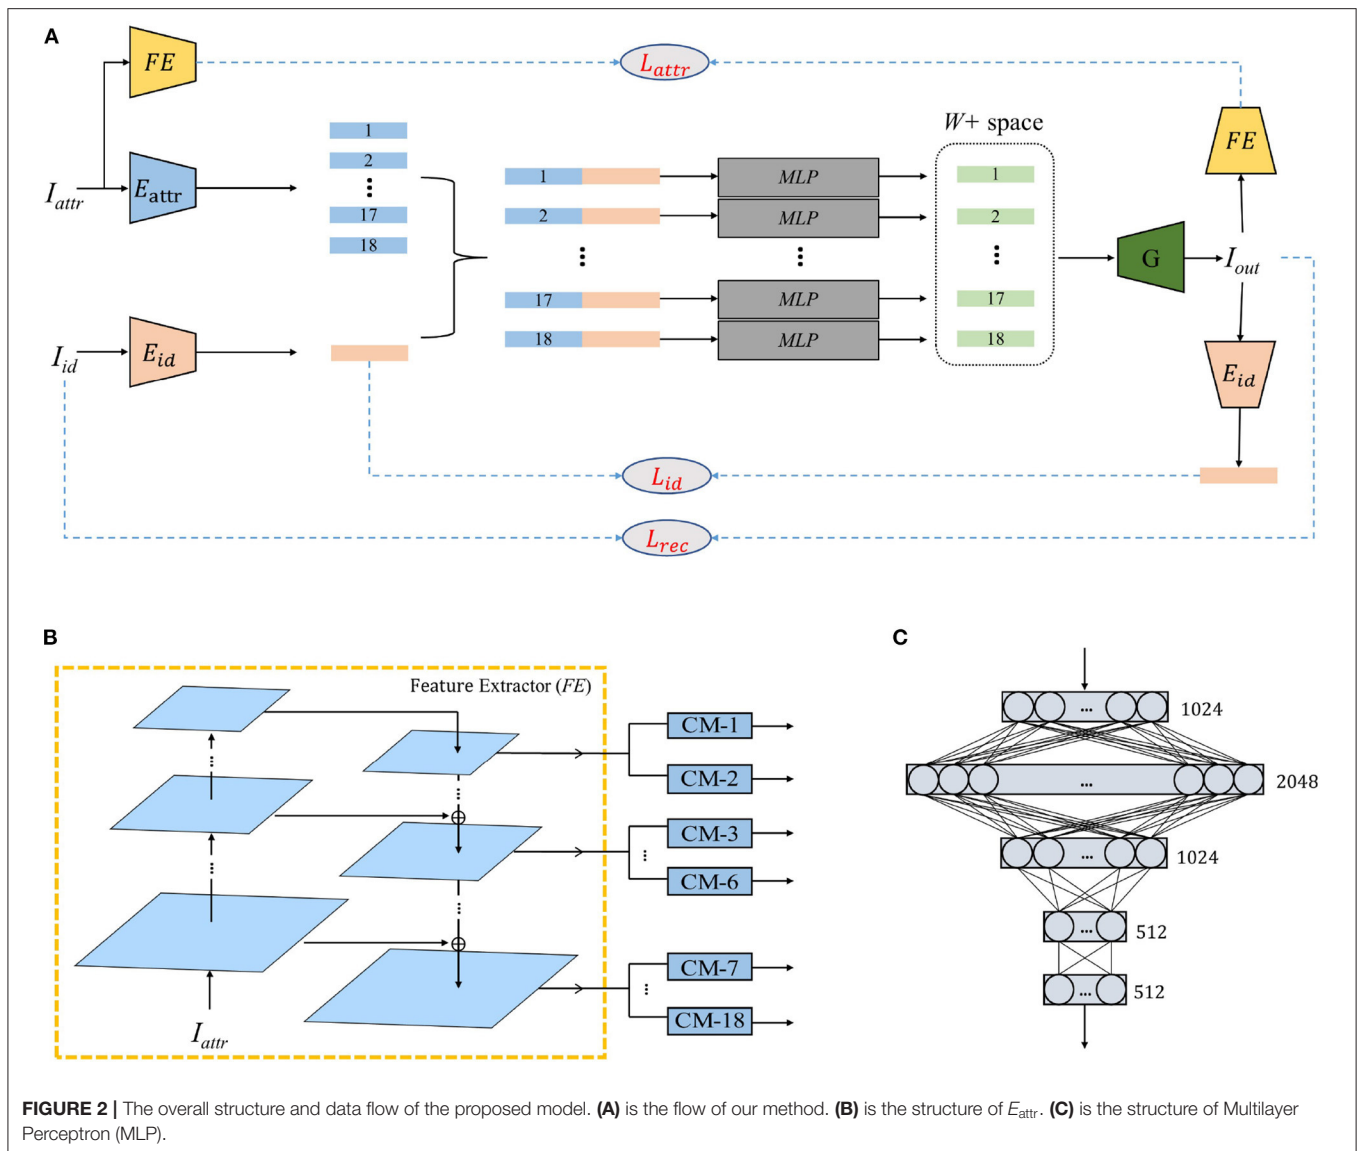 A
FE
L_attr
W+ space
FE
1
2
...
17
18
I_attr
E_attr
1
MLP
1
2
MLP
2
...
...
...
17
MLP
17
18
MLP
18
G
I_out
I_id
E_id
E_id
L_id
L_rec
B
Feature Extractor (FE)
...
...
...
...
I_attr
CM-1
CM-2
CM-3
...
CM-6
CM-7
...
CM-18
C
... 1024
... 2048
... 1024
... 512
... 512
FIGURE 2 | The overall structure and data flow of the proposed model. (A) is the flow of our method. (B) is the structure of E_attr. (C) is the structure of Multilayer
Perceptron (MLP).